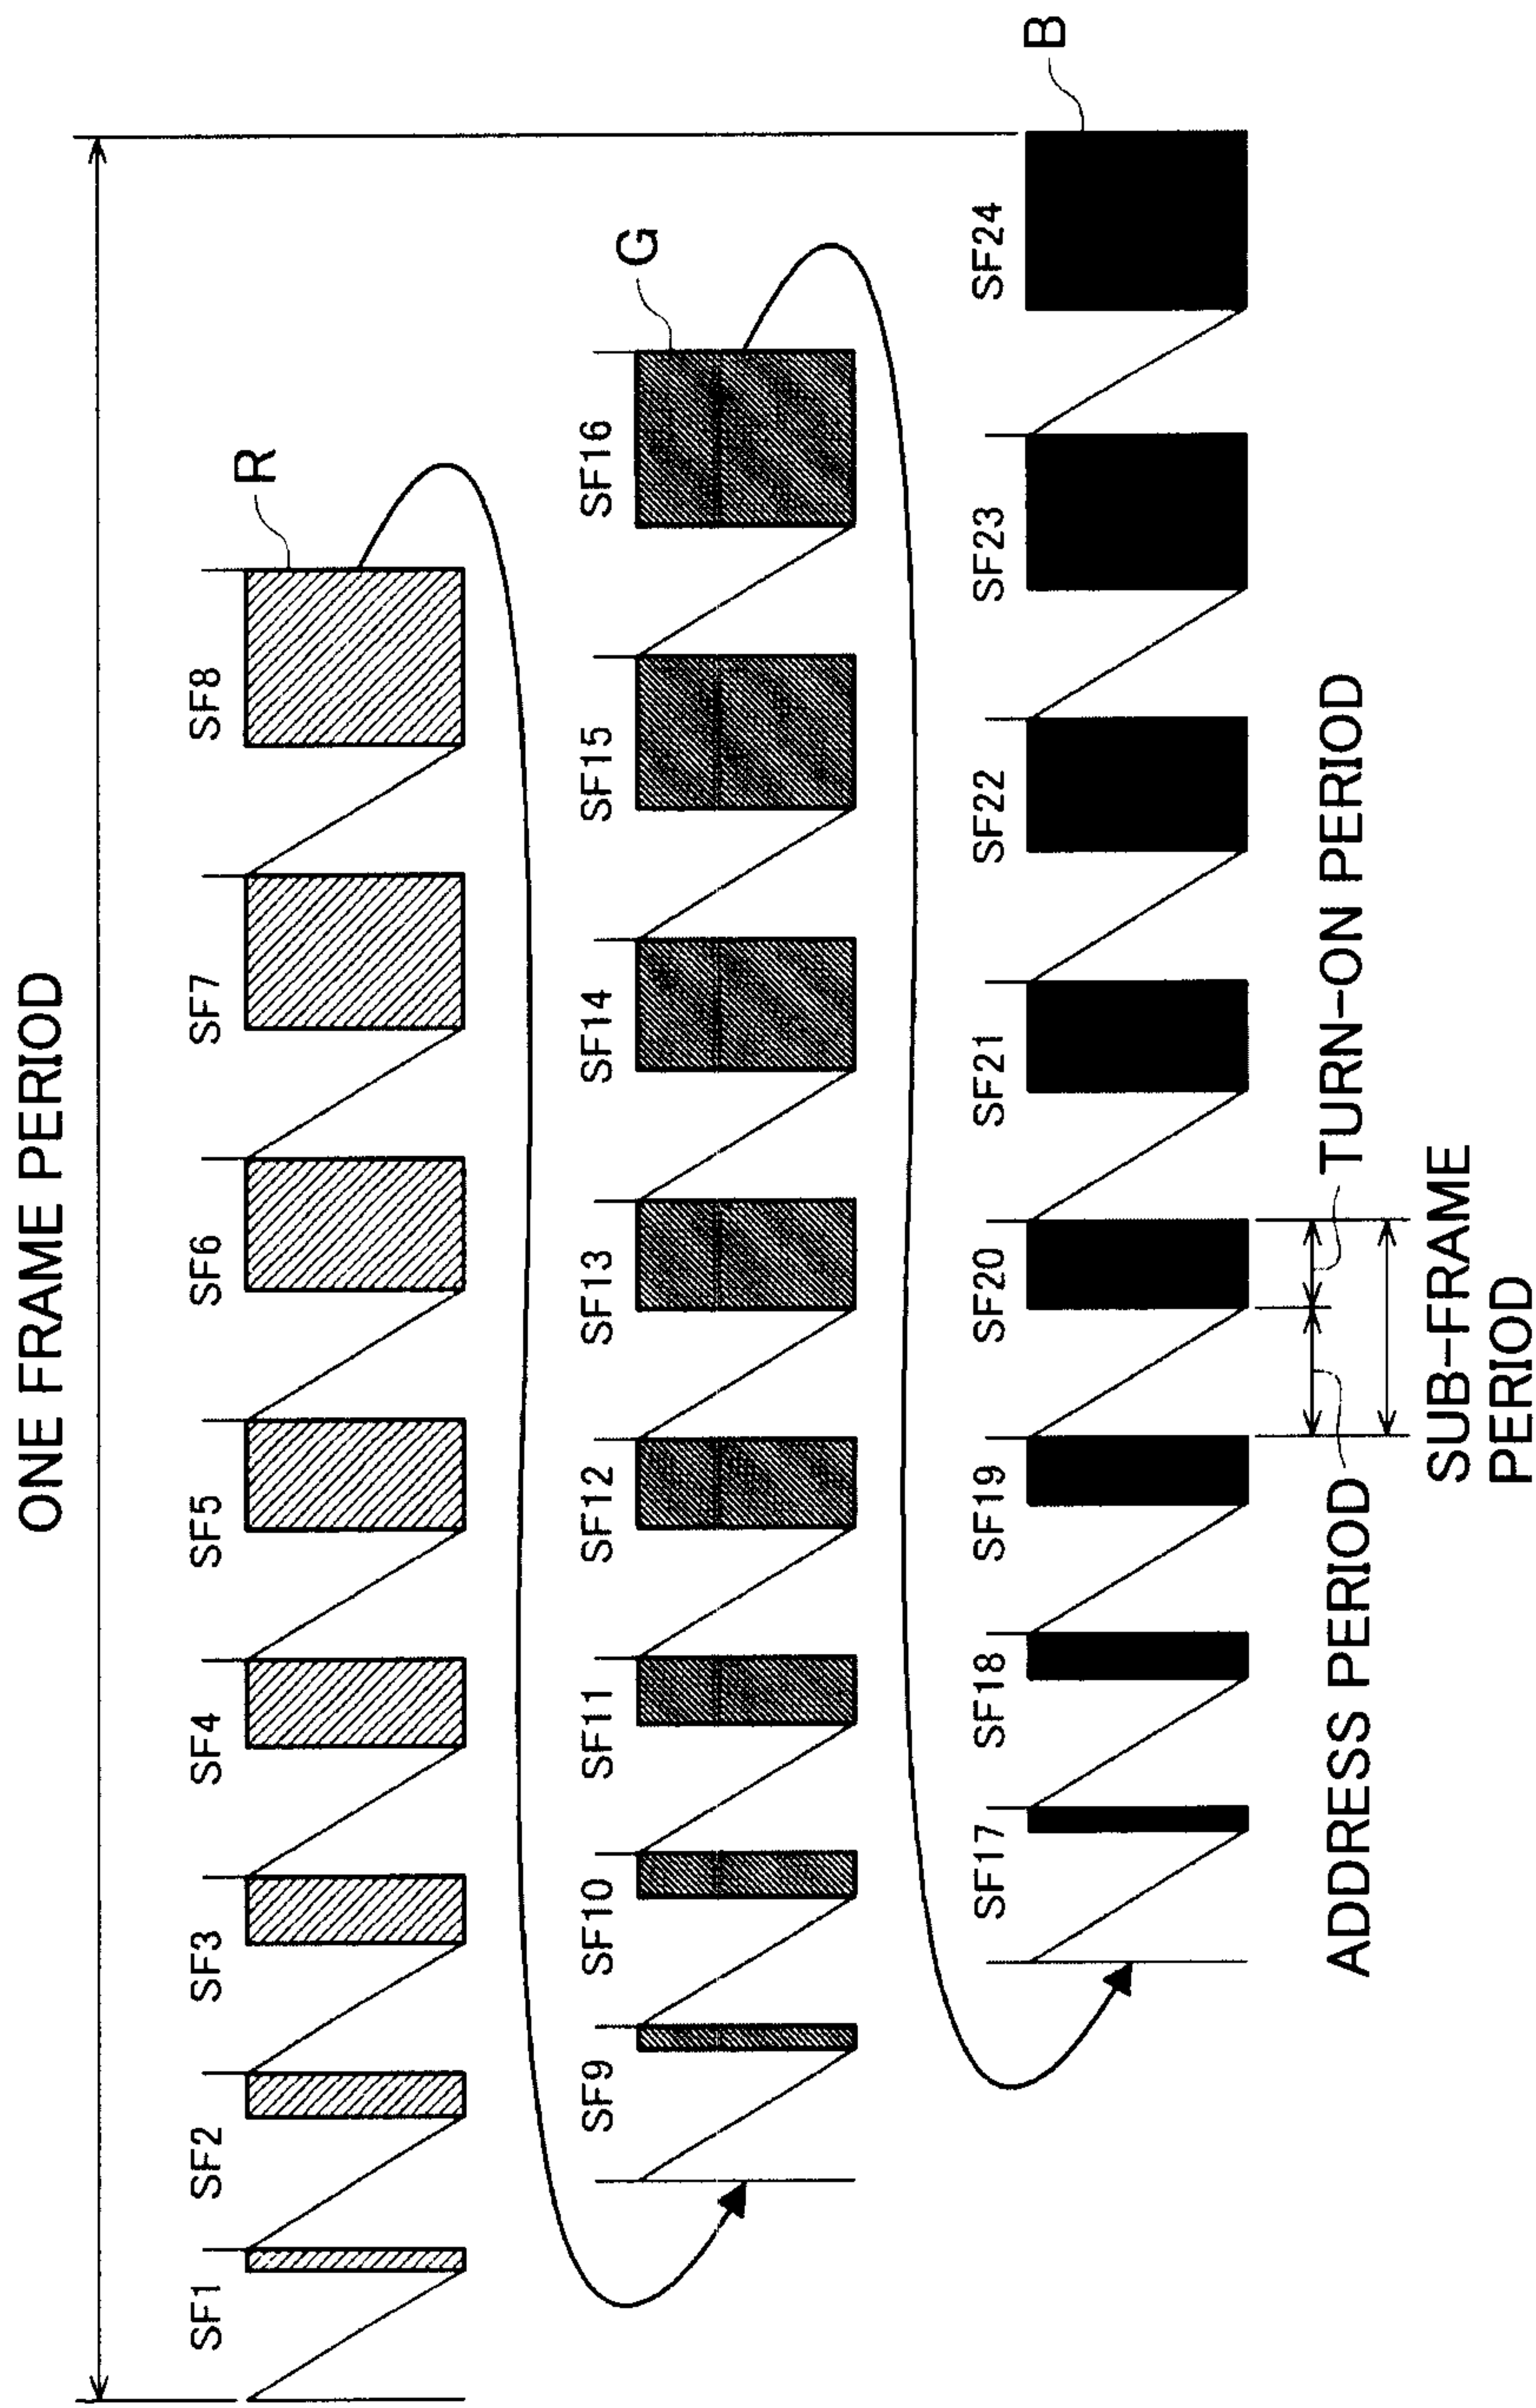 ONE FRAME PERIOD
R
SF1
SF2
SF3
SF4
SF5
SF6
SF7
SF8
G
SF9
SF10
SF11
SF12
SF13
SF14
SF15
SF16
B
SF17
SF18
SF19
SF20
SF21
SF22
SF23
SF24
ADDRESS PERIOD
TURN-ON PERIOD
SUB-FRAME
PERIOD